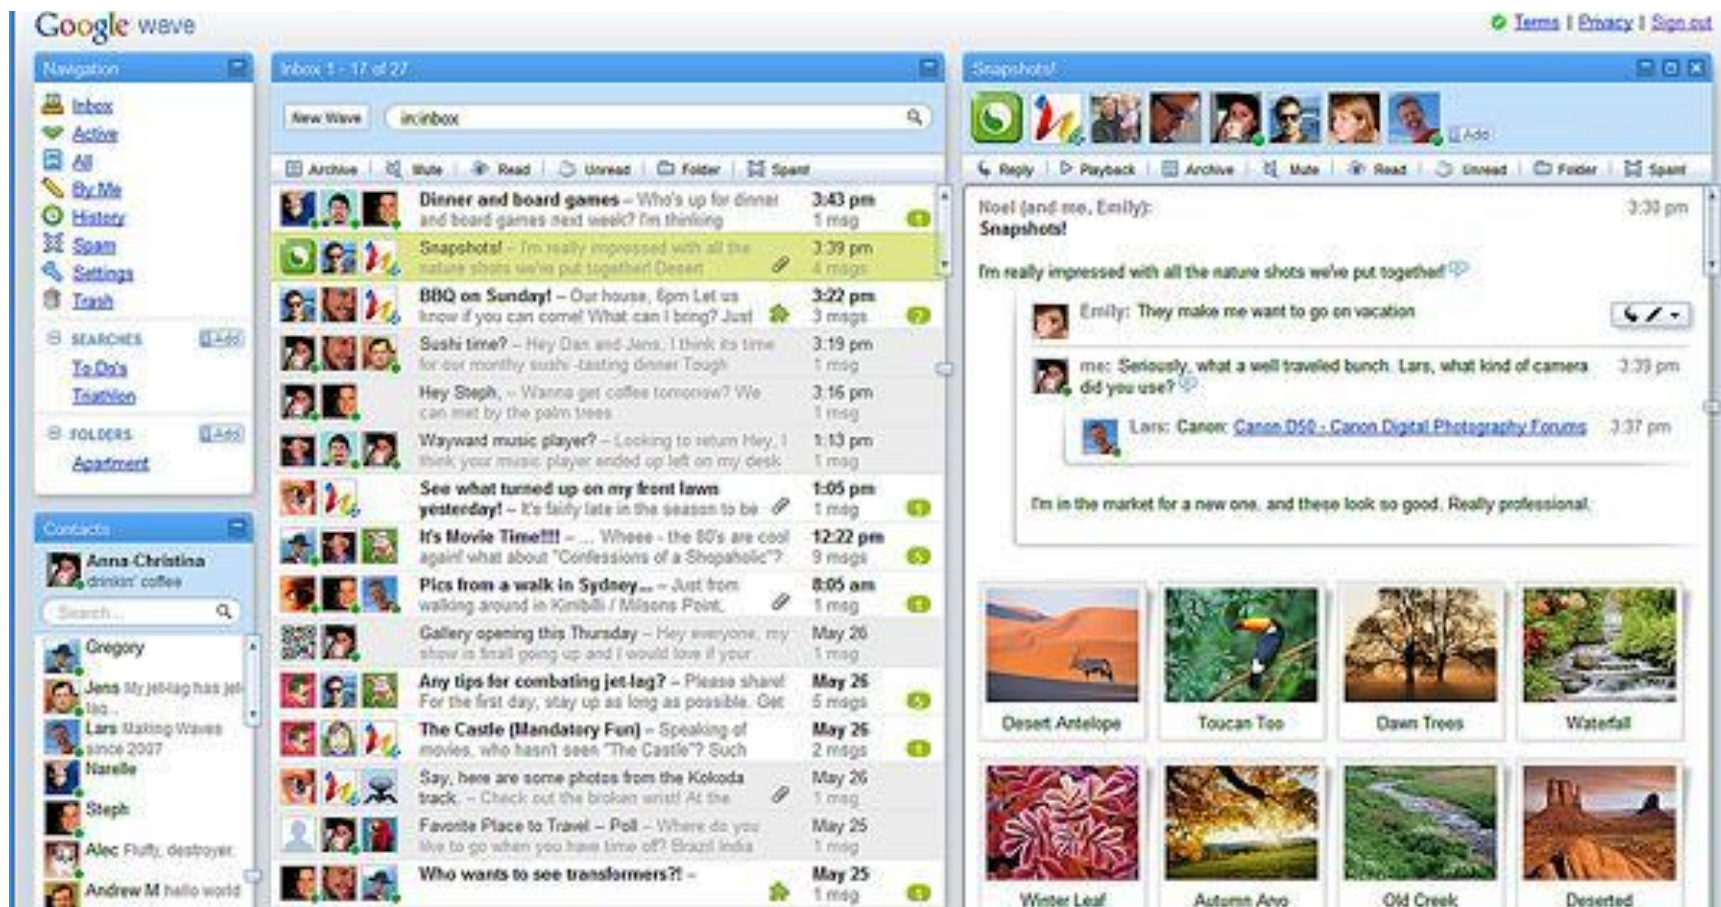 Google wave
Terms | Privacy | Sign out
Navigation
Inbox
Active
All
By Me
History
Spam
Settings
Trash
SEARCHES Add
To Do's
Triathlon
FOLDERS Add
Apartment
Contacts
Anna-Christina
drinkin' coffee
Search...
Gregory
Jens My jet-lag has jet-
lag...
Lars Making Waves
since 2007
Narelle
Steph
Alec Fluffy, destroyer.
Andrew M hello world
Inbox 1 - 17 of 27
New Wave in:inbox
Archive Mute Read Unread Folder Spam
Dinner and board games – Who's up for dinner 3:43 pm
and board games next week? I'm thinking 1 msg 1
Snapshots! – I'm really impressed with all the 3:39 pm
nature shots we've put together! Desert 4 msgs
BBQ on Sunday! – Our house, 6pm Let us 3:22 pm
know if you can come! What can I bring? Just 3 msgs
Sushi time? – Hey Dan and Jens, I think its time 3:19 pm
for our monthy sushi -tasting dinner Tough 1 msg
Hey Steph, – Wanna get coffee tomorrow? We 3:16 pm
can met by the palm trees 1 msg
Wayward music player? – Looking to return Hey, I 1:13 pm
think your music player ended up left on my desk 1 msg
See what turned up on my front lawn 1:05 pm
yesterday! – It's fairly late in the season to be 1 msg
It's Movie Time!!!! – ... Wheee - the 80's are cool 12:22 pm
again! what about "Confessions of a Shopaholic"? 9 msgs
Pics from a walk in Sydney... – Just from 8:05 am
walking around in Kirribilli / Milsons Point, 1 msg
Gallery opening this Thursday – Hey everyone, my May 26
show is finall going up and I would love if your 1 msg
Any tips for combating jet-lag? – Please share! May 26
For the first day, stay up as long as possible. Get 5 msgs 5
The Castle (Mandatory Fun) – Speaking of May 26
movies, who hasn't seen "The Castle"? Such 2 msgs
Say, here are some photos from the Kokoda May 26
track. – Check out the broken wrist! At the 1 msg
Favorite Place to Travel – Poll – Where do you May 25
like to go when you have time off? Brazil India 1 msg
Who wants to see transformers?! – May 25
1 msg
Snapshots!
Add
Reply Playback Archive Mute Read Unread Folder Spam
Noel (and me, Emily): 3:30 pm
Snapshots!
I'm really impressed with all the nature shots we've put together!
Emily: They make me want to go on vacation
me: Seriously, what a well traveled bunch. Lars, what kind of camera 3:39 pm
did you use?
Lars: Canon: Canon D50 - Canon Digital Photography Forums 3:37 pm
I'm in the market for a new one, and these look so good. Really professional.
Desert Antelope Toucan Too Dawn Trees Waterfall
Winter Leaf Autumn Old Creek Deserted